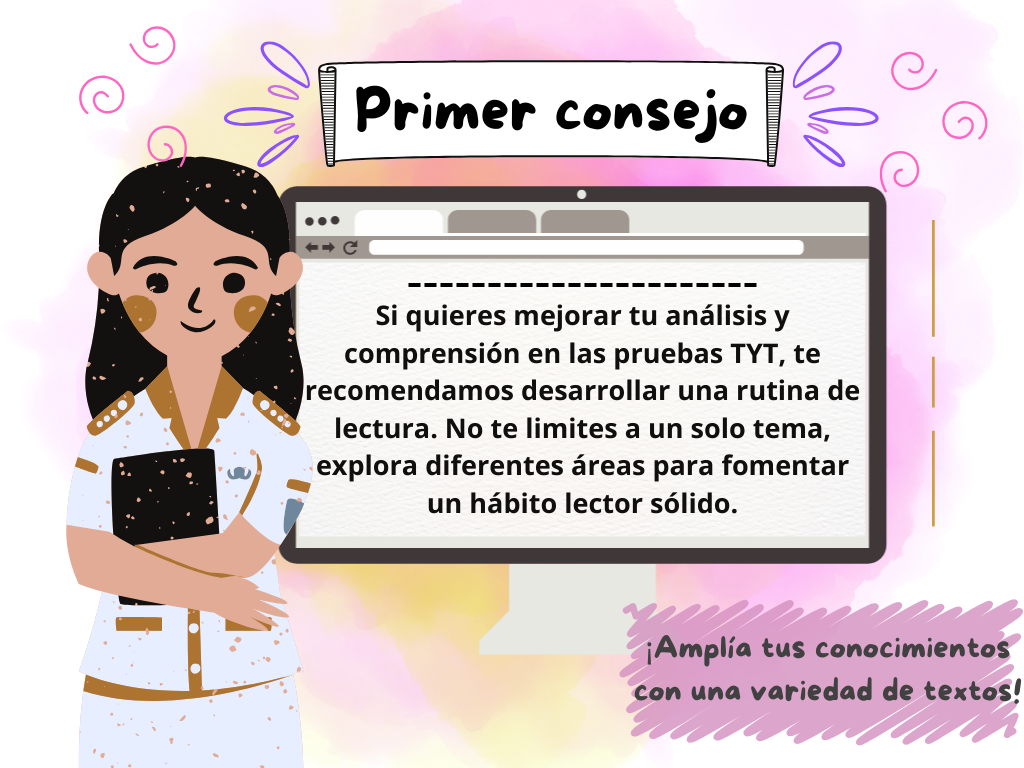 Primer consejo
----------------------
Si quieres mejorar tu análisis y
comprensión en las pruebas TYT, te
recomendamos desarrollar una rutina de
lectura. No te limites a un solo tema,
explora diferentes áreas para fomentar
un hábito lector sólido.
¡Amplía tus conocimientos
con una variedad de textos!